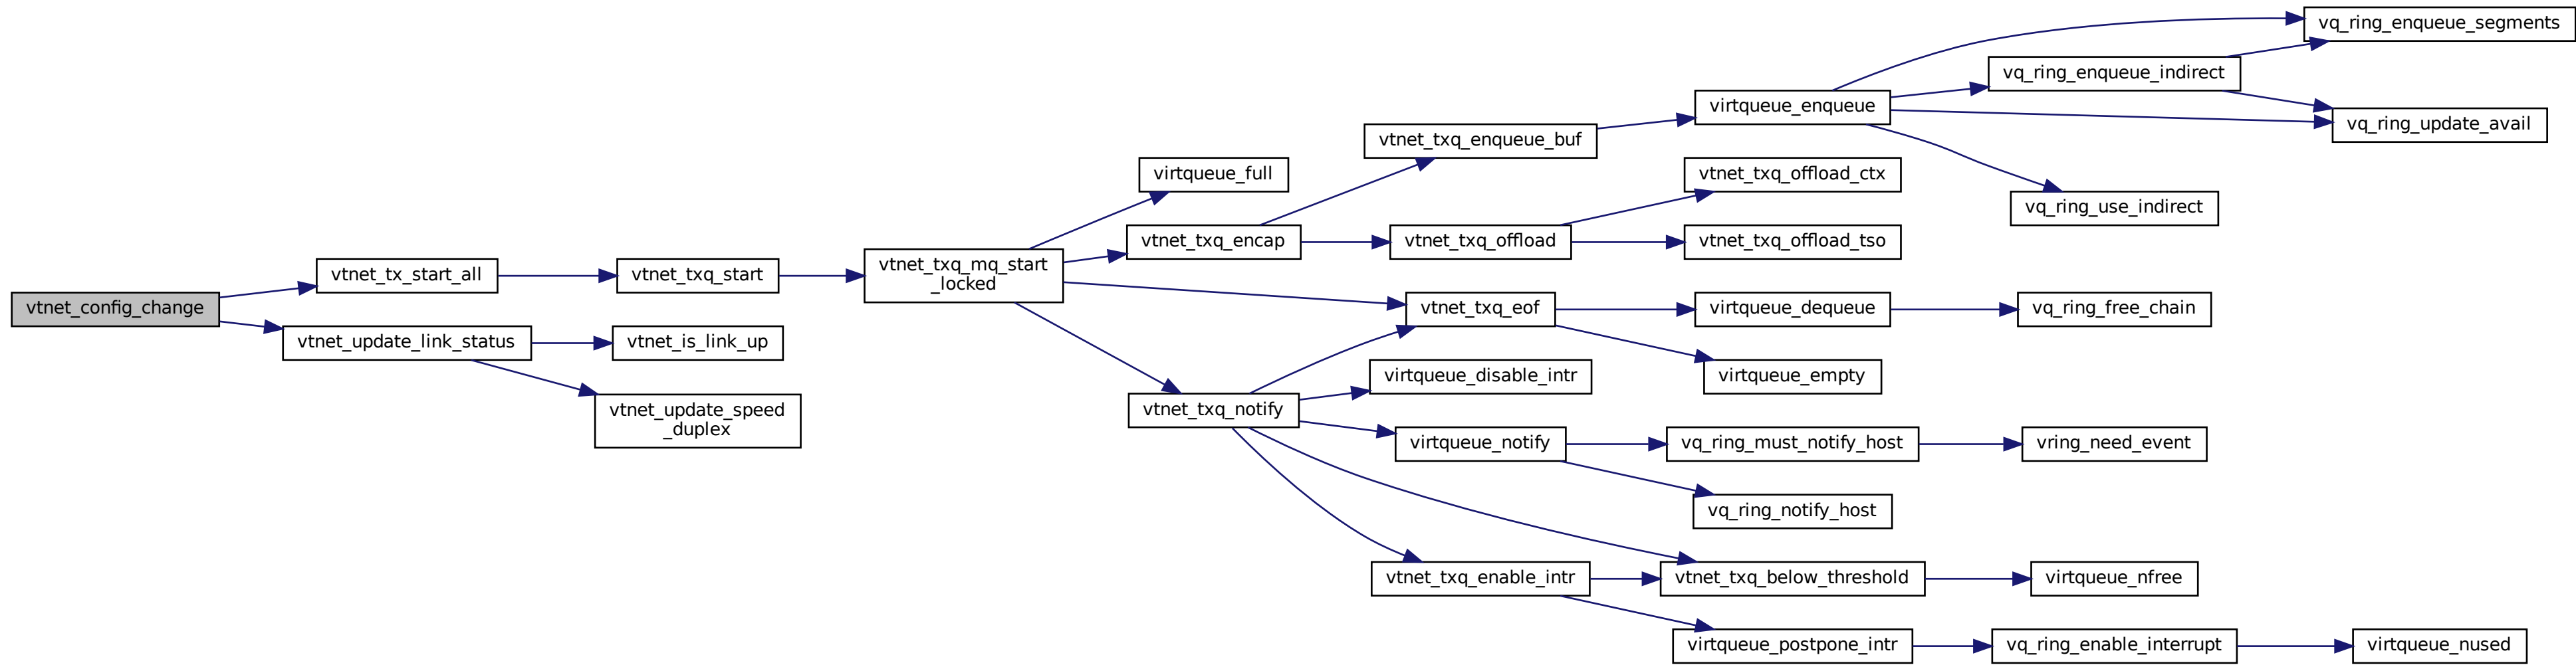 vtnet_config_change
vtnet_tx_start_all
vtnet_update_link_status
vtnet_txq_start
vtnet_is_link_up
vtnet_update_speed
_duplex
vtnet_txq_mq_start
_locked
virtqueue_full
vtnet_txq_encap
vtnet_txq_notify
vtnet_txq_enqueue_buf
vtnet_txq_offload
vtnet_txq_eof
virtqueue_disable_intr
virtqueue_notify
vtnet_txq_enable_intr
virtqueue_enqueue
vtnet_txq_offload_ctx
vtnet_txq_offload_tso
virtqueue_dequeue
virtqueue_empty
vq_ring_must_notify_host
vq_ring_notify_host
vtnet_txq_below_threshold
virtqueue_postpone_intr
vq_ring_enqueue_indirect
vq_ring_use_indirect
vq_ring_free_chain
vring_need_event
virtqueue_nfree
vq_ring_enable_interrupt
vq_ring_enqueue_segments
vq_ring_update_avail
virtqueue_nused